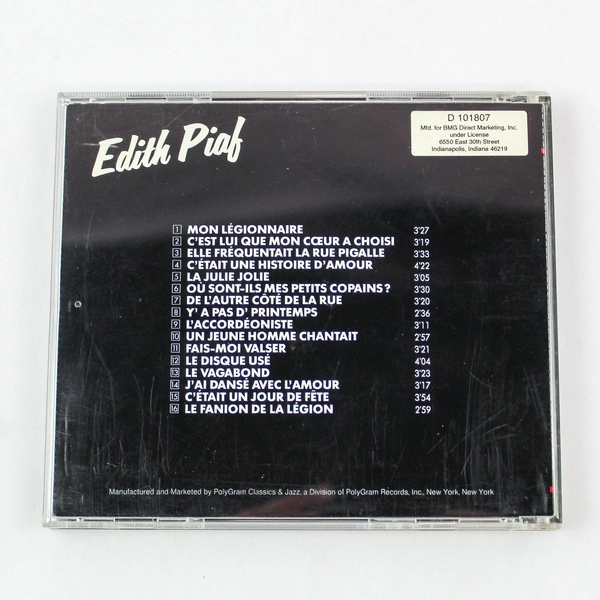 Edith Piaf
D 101807
Mfd. for BMG Direct Marketing, Inc.
under License
6550 East 30th Street
Indianapolis, Indiana 46219
1 MON LÉGIONNAIRE 3'27
2 C'EST LUI QUE MON CŒUR A CHOISI 3'19
3 ELLE FRÉQUENTAIT LA RUE PIGALLE 3'33
4 C'ÉTAIT UNE HISTOIRE D'AMOUR 4'22
5 LA JULIE JOLIE 3'05
6 OÙ SONT-ILS MES PETITS COPAINS? 3'30
7 DE L'AUTRE CÔTÉ DE LA RUE 3'20
8 Y' A PAS D' PRINTEMPS 2'36
9 L'ACCORDÉONISTE 3'11
10 UN JEUNE HOMME CHANTAIT 2'57
11 FAIS-MOI VALSER 3'21
12 LE DISQUE USÉ 4'04
13 LE VAGABOND 3'23
14 J'AI DANSÉ AVEC L'AMOUR 3'17
15 C'ÉTAIT UN JOUR DE FÊTE 3'54
16 LE FANION DE LA LÉGION 2'59
Manufactured and Marketed by PolyGram Classics & Jazz, a Division of PolyGram Records, Inc., New York, New York